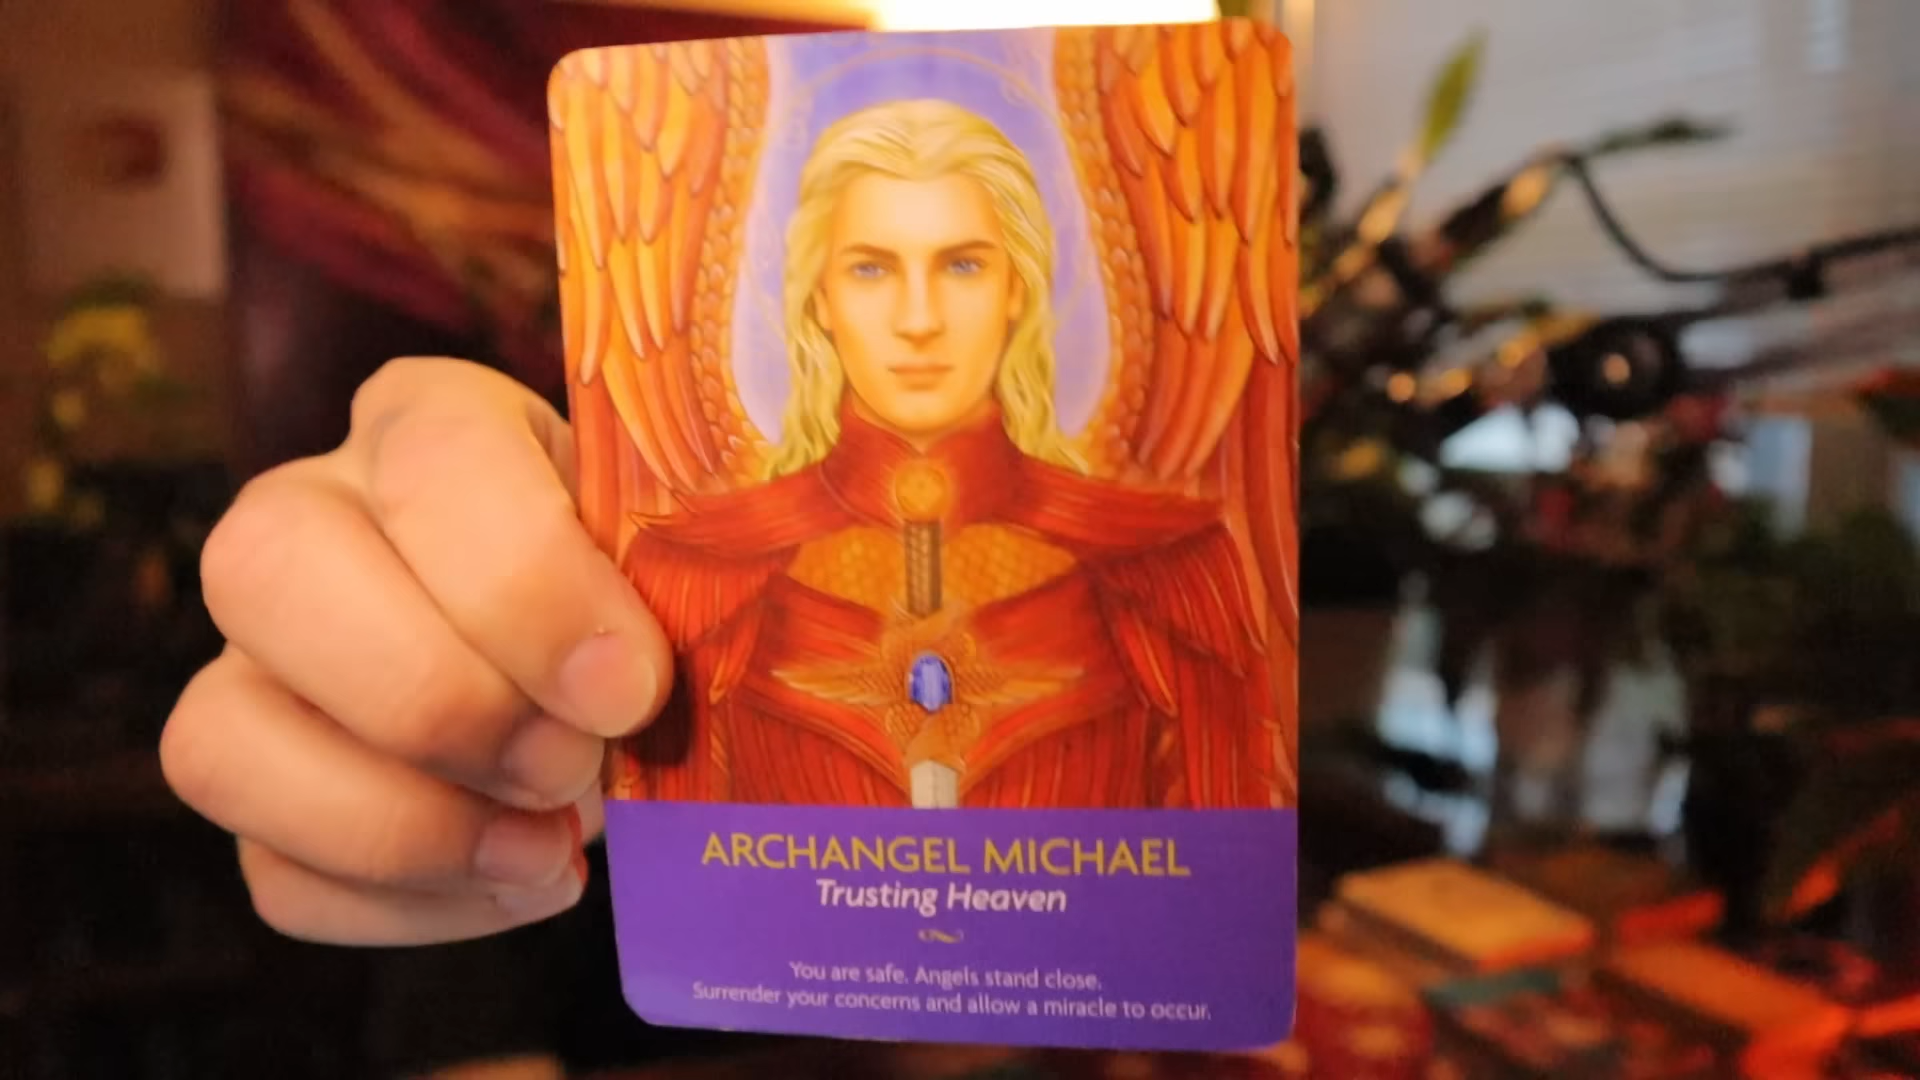 ARCHANGEL MICHAEL
Trusting Heaven
You are safe. Angels stand close.
Surrender your concerns and allow a miracle to occur.